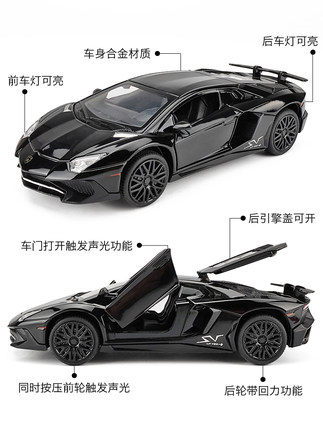 后车灯可亮
车身合金材质
前车灯可亮
SV
后引擎盖可开
车门打开触发声光功能
SV
同时按压前轮触发声光
后轮带回力功能